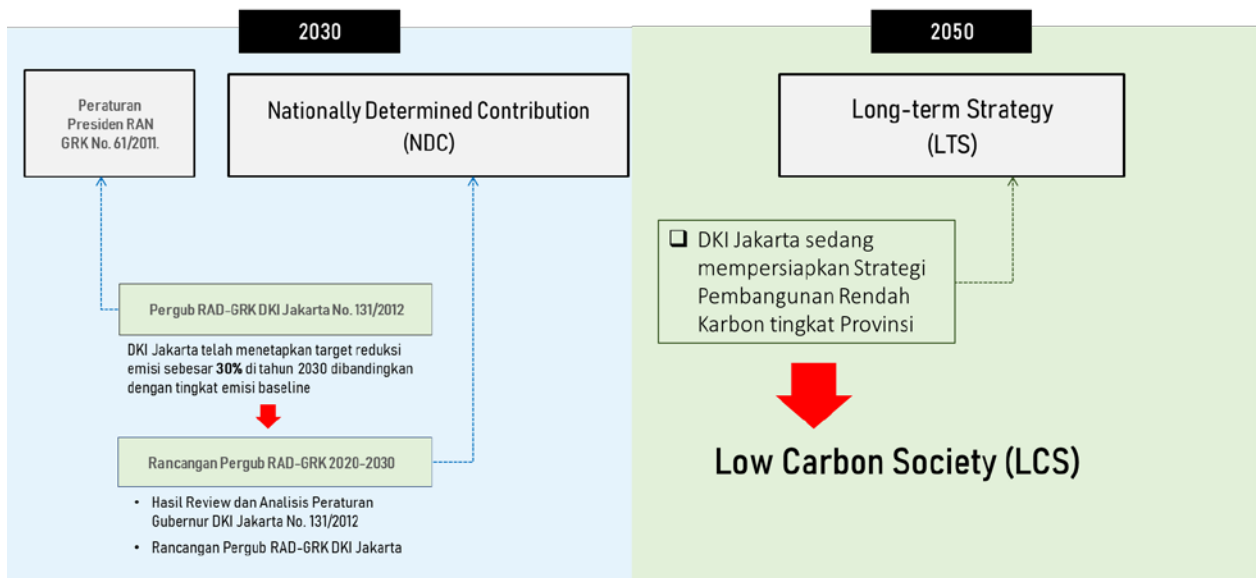 2030
Peraturan
Presiden RAN
GRK No. 61/2011.
Nationally Determined Contribution
(NDC)
Pergub RAD-GRK DKI Jakarta No. 131/2012
DKI Jakarta telah menetapkan target reduksi
emisi sebesar 30% di tahun 2030 dibandingkan
dengan tingkat emisi baseline
Rancangan Pergub RAD-GRK 2020-2030
• Hasil Review dan Analisis Peraturan
Gubernur DKI Jakarta No. 131/2012
• Rancangan Pergub RAD-GRK DKI Jakarta
2050
Long-term Strategy
(LTS)
❑ DKI Jakarta sedang
mempersiapkan Strategi
Pembangunan Rendah
Karbon tingkat Provinsi
Low Carbon Society (LCS)